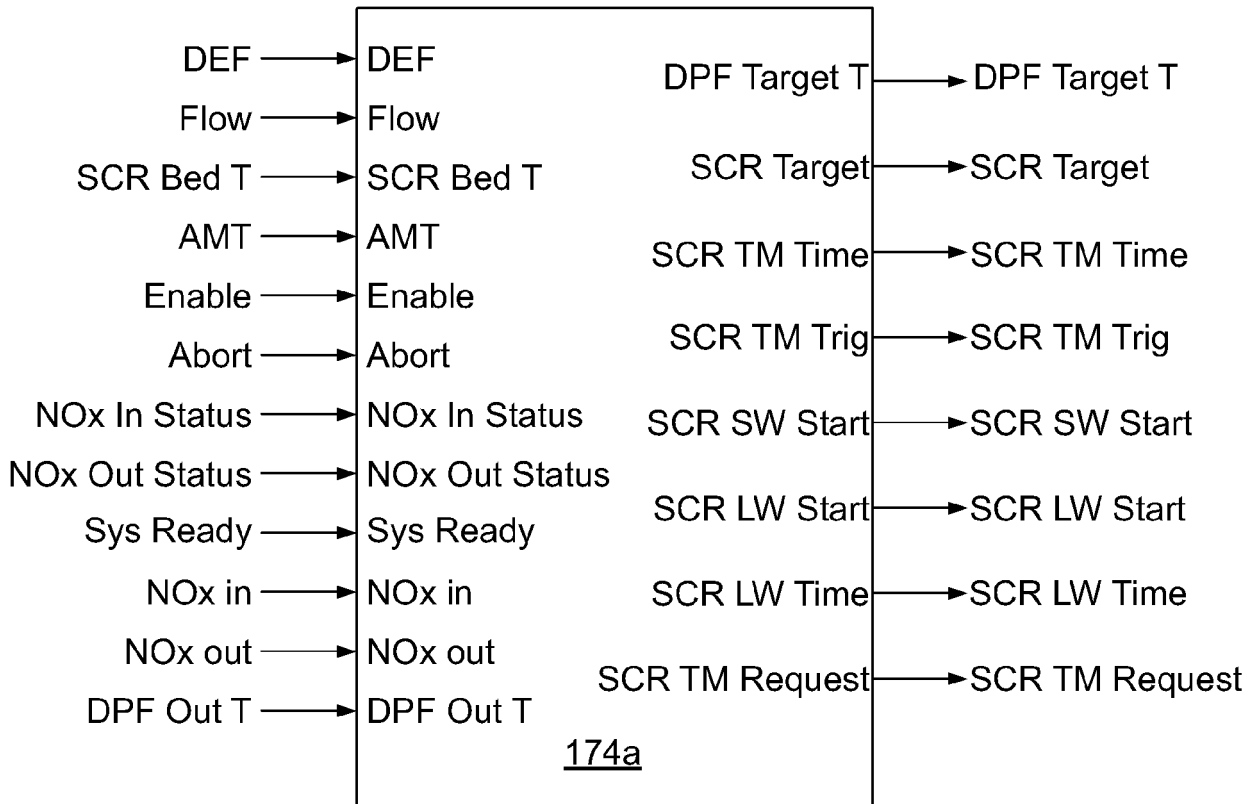 DEF DEF
Flow Flow
SCR Bed T SCR Bed T
AMT AMT
Enable Enable
Abort Abort
NOx In Status NOx In Status
NOx Out Status NOx Out Status
Sys Ready Sys Ready
NOx in NOx in
NOx out NOx out
DPF Out T DPF Out T
DPF Target T DPF Target T
SCR Target SCR Target
SCR TM Time SCR TM Time
SCR TM Trig SCR TM Trig
SCR SW Start SCR SW Start
SCR LW Start SCR LW Start
SCR LW Time SCR LW Time
SCR TM Request SCR TM Request
174a